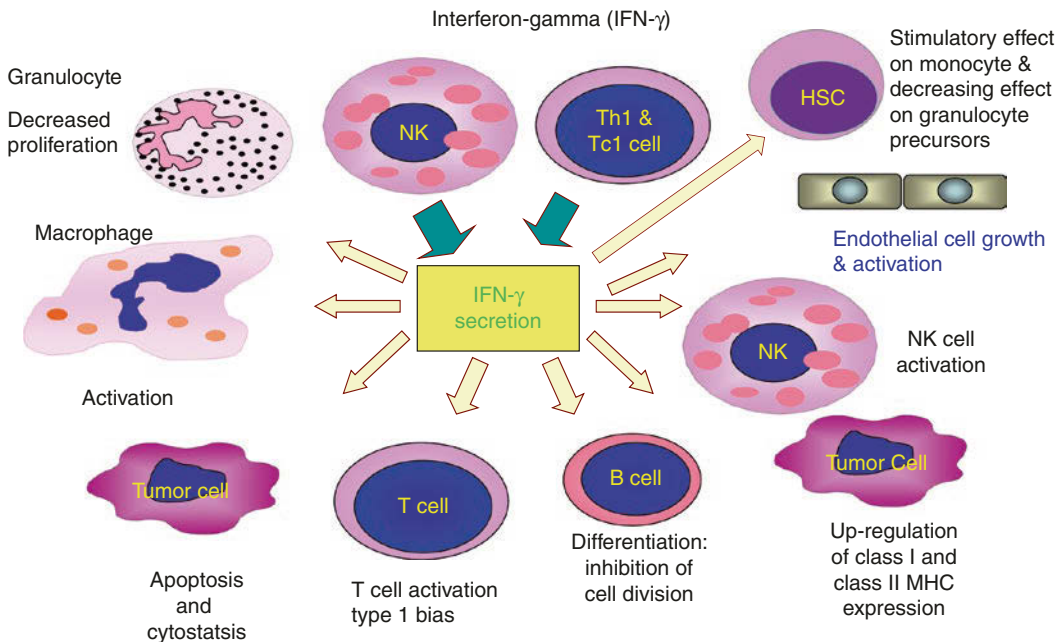 Interferon-gamma (IFN-γ)
Granulocyte
Decreased
proliferation
NK
Th1 &
Tc1 cell
HSC
Stimulatory effect
on monocyte &
decreasing effect
on granulocyte
precursors
Macrophage
Activation
IFN-γ
secretion
Endothelial cell growth
& activation
NK
NK cell
activation
Tumor cell
Apoptosis
and
cytostatsis
T cell
T cell activation
type 1 bias
B cell
Differentiation:
inhibition of
cell division
Tumor Cell
Up-regulation
of class I and
class II MHC
expression